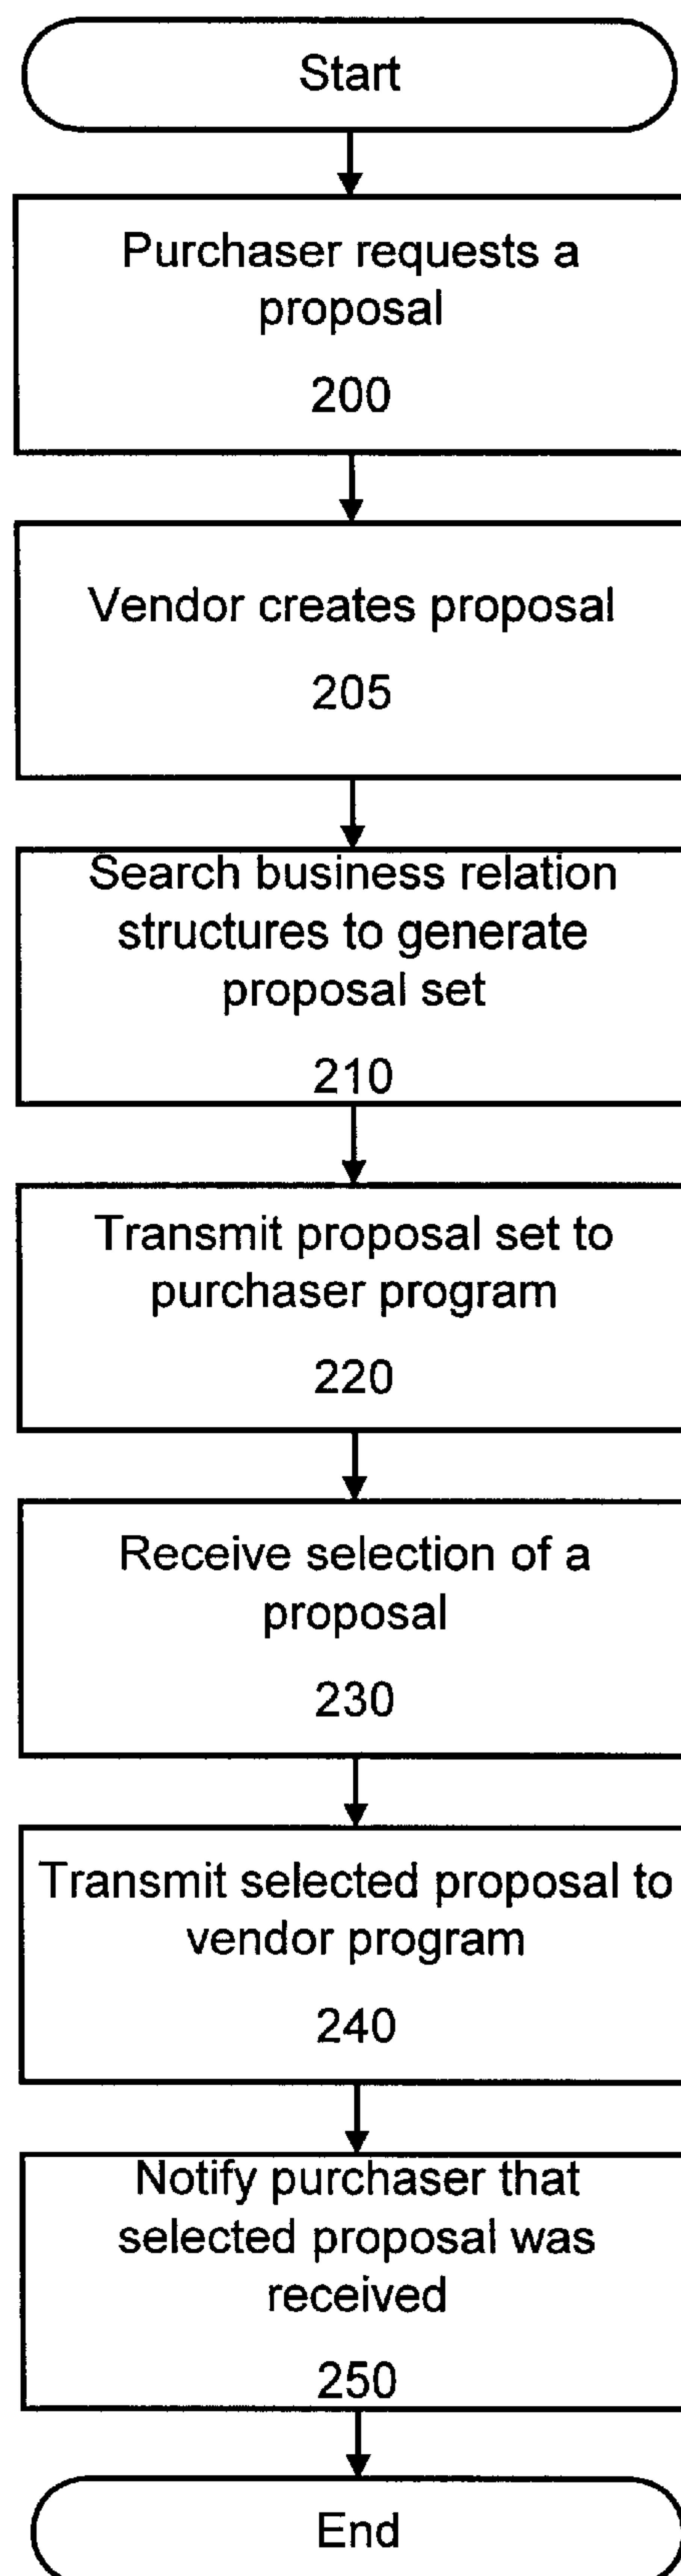 Start
Purchaser requests a
proposal
200
Vendor creates proposal
205
Search business relation
structures to generate
proposal set
210
Transmit proposal set to
purchaser program
220
Receive selection of a
proposal
230
Transmit selected proposal to
vendor program
240
Notify purchaser that
selected proposal was
received
250
End